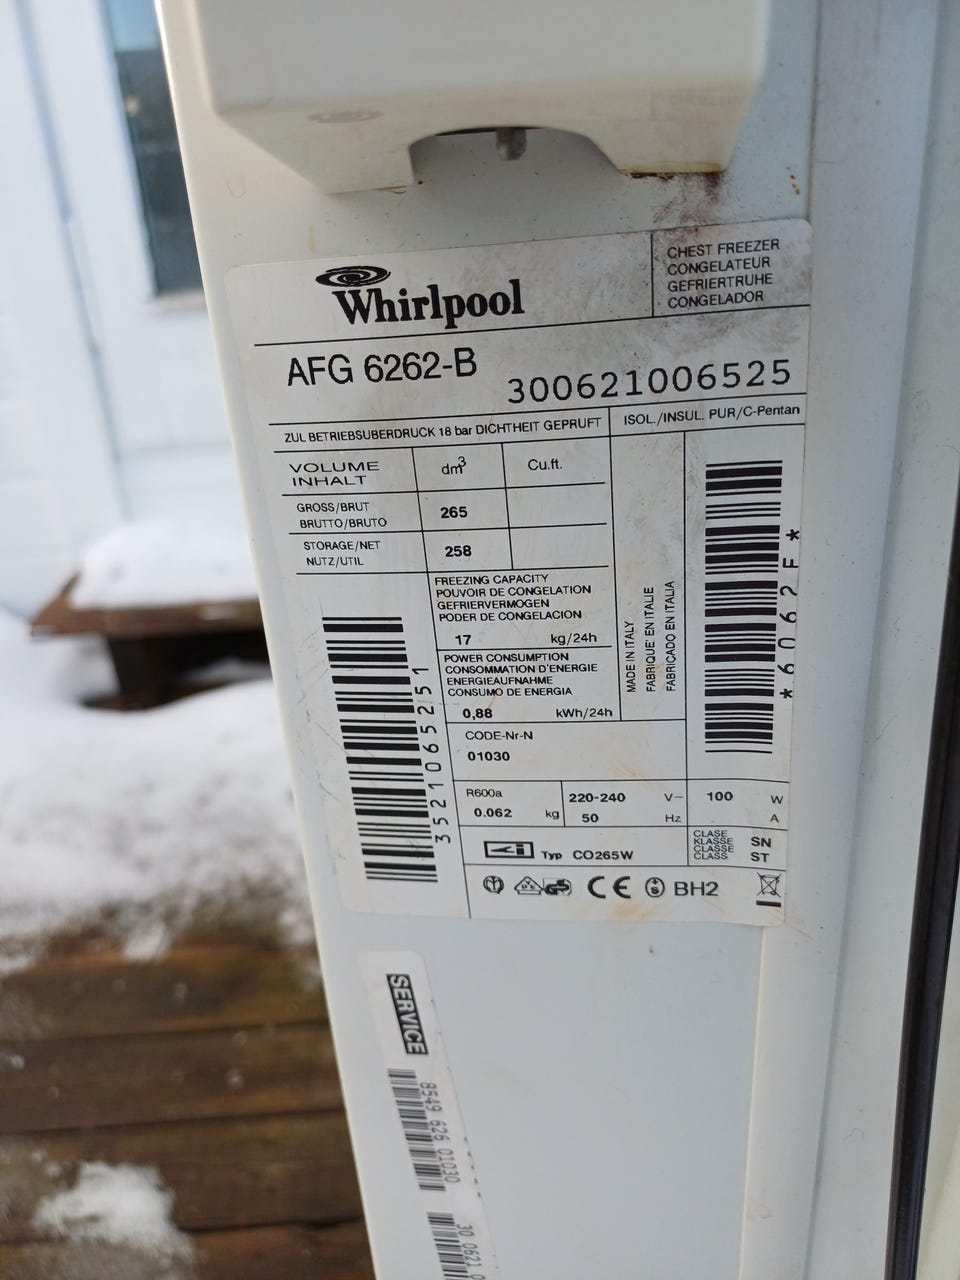 Whirlpool
CHEST FREEZER
CONGELATEUR
GEFRIERTRUHE
CONGELADOR
AFG 6262-B
300621006525
ZUL BETRIEBSUBERDRUCK 18 bar DICHTHEIT GEPRUFT
ISOL./INSUL. PUR/C-Pentan
VOLUME
INHALT
dm3
Cu.ft.
GROSS/BRUT
BRUTTO/BRUTO
265
STORAGE/NET
NUTZ/UTIL
258
FREEZING CAPACITY
POUVOIR DE CONGELATION
GEFRIERVERMOGEN
PODER DE CONGELACION
17 kg/24h
POWER CONSUMPTION
CONSOMMATION D'ENERGIE
ENERGIEAUFNAHME
CONSUMO DE ENERGIA
0,88 kWh/24h
MADE IN ITALY
FABRIQUE' EN ITALIE
FABRICADO EN ITALIA
*6062F*
352106525 1
CODE-Nr-N
01030
R600a
0.062 kg
220-240 V~
50 Hz
100 W
A
Typ CO265W
CLASE
KLASSE
CLASSE
CLASS
SN
ST
CE
BH2
SERVICE
8549 626 01030
30 0621 0